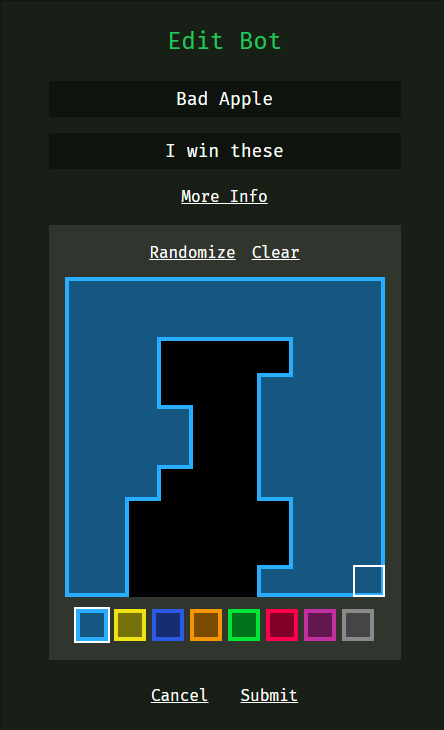 Edit Bot
Bad Apple
I win these
More Info
Randomize Clear
Cancel Submit